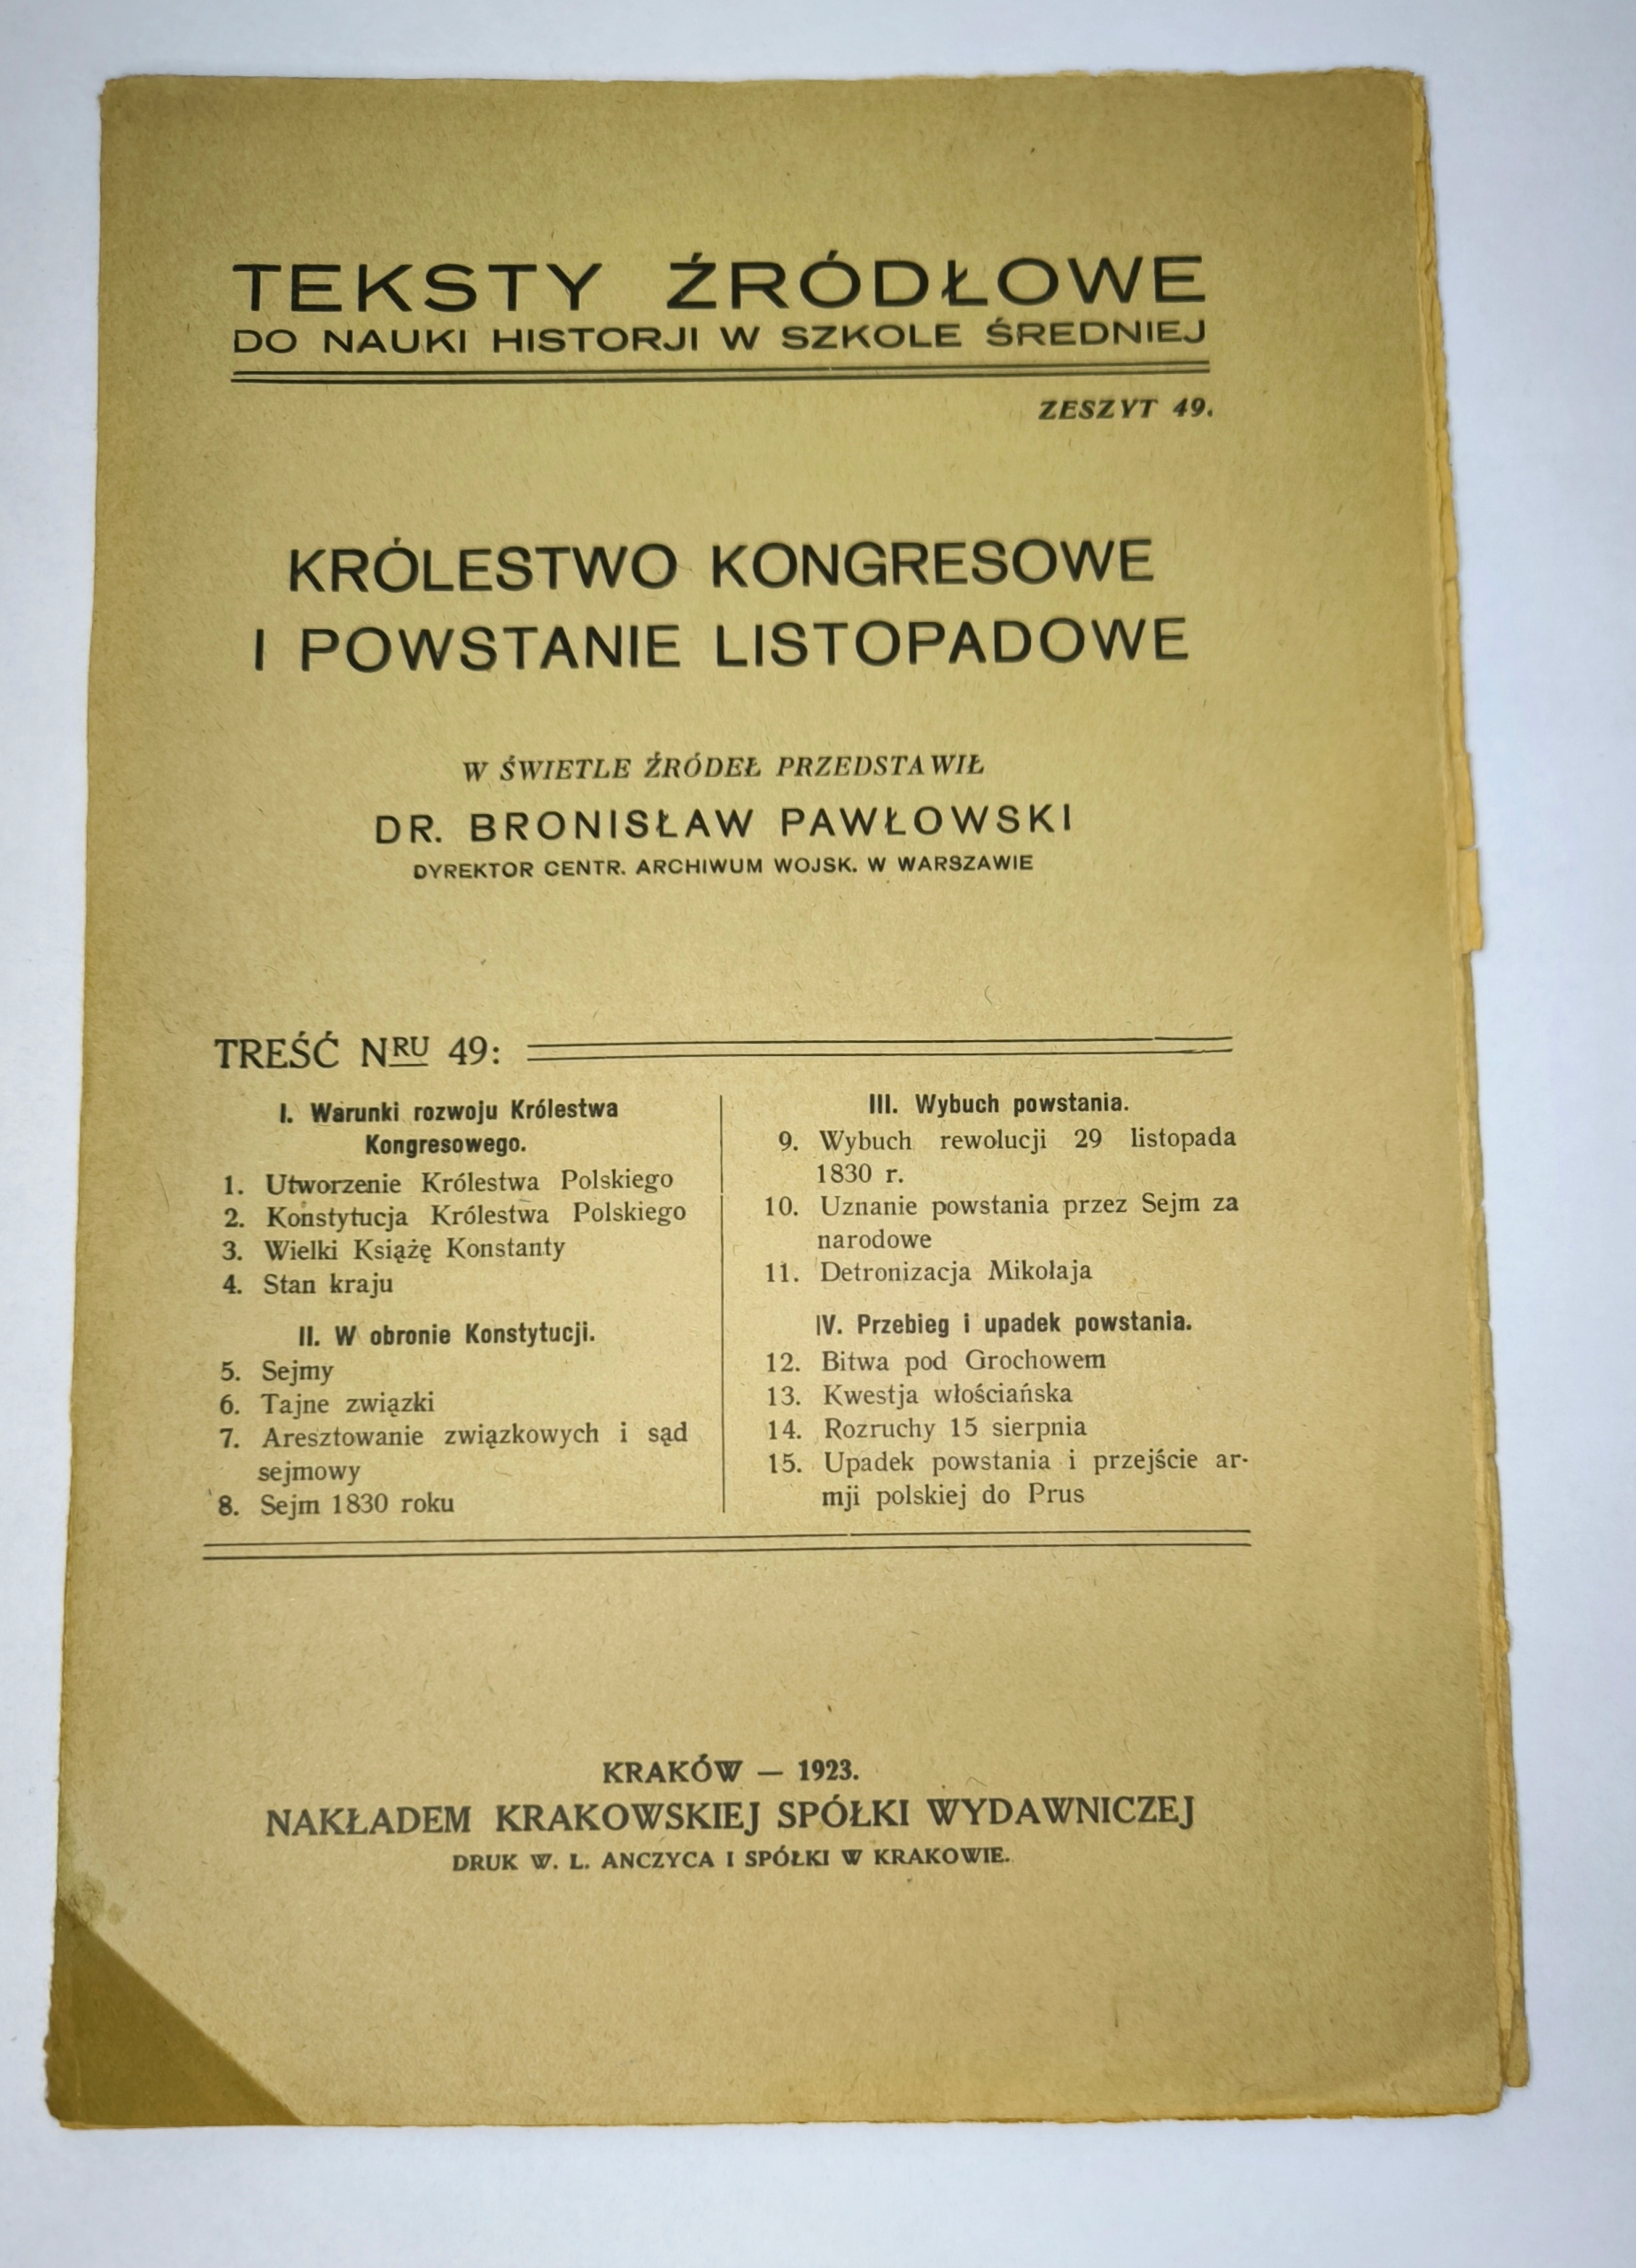 TEKSTY ŹRÓDŁOWE
DO NAUKI HISTORJI W SZKOLE ŚREDNIEJ
ZESZYT 49.
KRÓLESTWO KONGRESOWE
I POWSTANIE LISTOPADOWE
W ŚWIETLE ŹRÓDEŁ PRZEDSTAWIŁ
DR. BRONISŁAW PAWŁOWSKI
DYREKTOR CENTR. ARCHIWUM WOJSK. W WARSZAWIE
TREŚĆ NRU 49:
I. Warunki rozwoju Królestwa
Kongresowego.
1. Utworzenie Królestwa Polskiego
2. Konstytucja Królestwa Polskiego
3. Wielki Książę Konstanty
4. Stan kraju
II. W obronie Konstytucji.
5. Sejmy
6. Tajne związki
7. Aresztowanie związkowych i sąd
sejmowy
8. Sejm 1830 roku
III. Wybuch powstania.
9. Wybuch rewolucji 29 listopada
1830 r.
10. Uznanie powstania przez Sejm za
narodowe
11. Detronizacja Mikołaja
IV. Przebieg i upadek powstania.
12. Bitwa pod Grochowem
13. Kwestja włościańska
14. Rozruchy 15 sierpnia
15. Upadek powstania i przejście ar-
mji polskiej do Prus
KRAKÓW — 1923.
NAKŁADEM KRAKOWSKIEJ SPÓŁKI WYDAWNICZEJ
DRUK W. L. ANCZYCA I SPÓŁKI W KRAKOWIE.